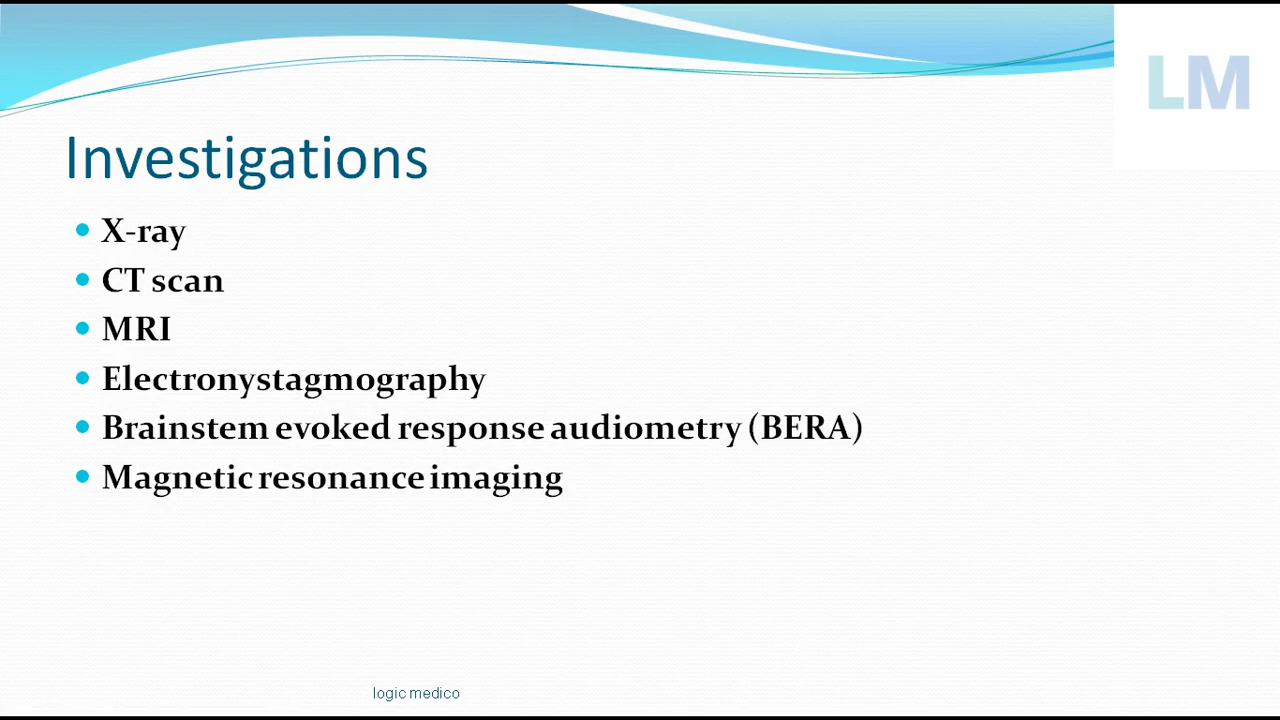 LM
Investigations
X-ray
CT scan
MRI
Electronystagmography
Brainstem evoked response audiometry (BERA)
Magnetic resonance imaging
logic medico